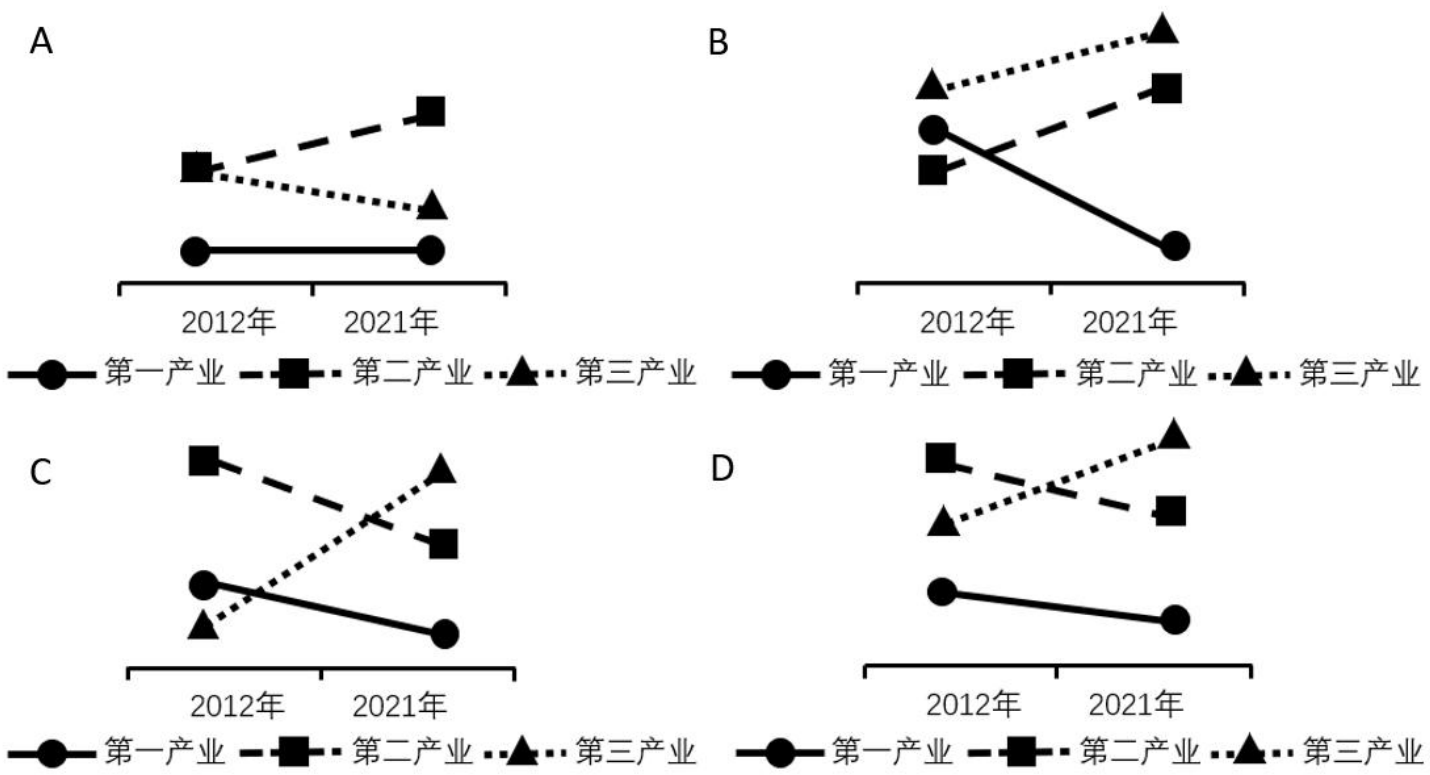 A
2012年 2021年
第一产业 第二产业 第三产业
B
2012年 2021年
第一产业 第二产业 第三产业
C
2012年 2021年
第一产业 第二产业 第三产业
D
2012年 2021年
第一产业 第二产业 第三产业